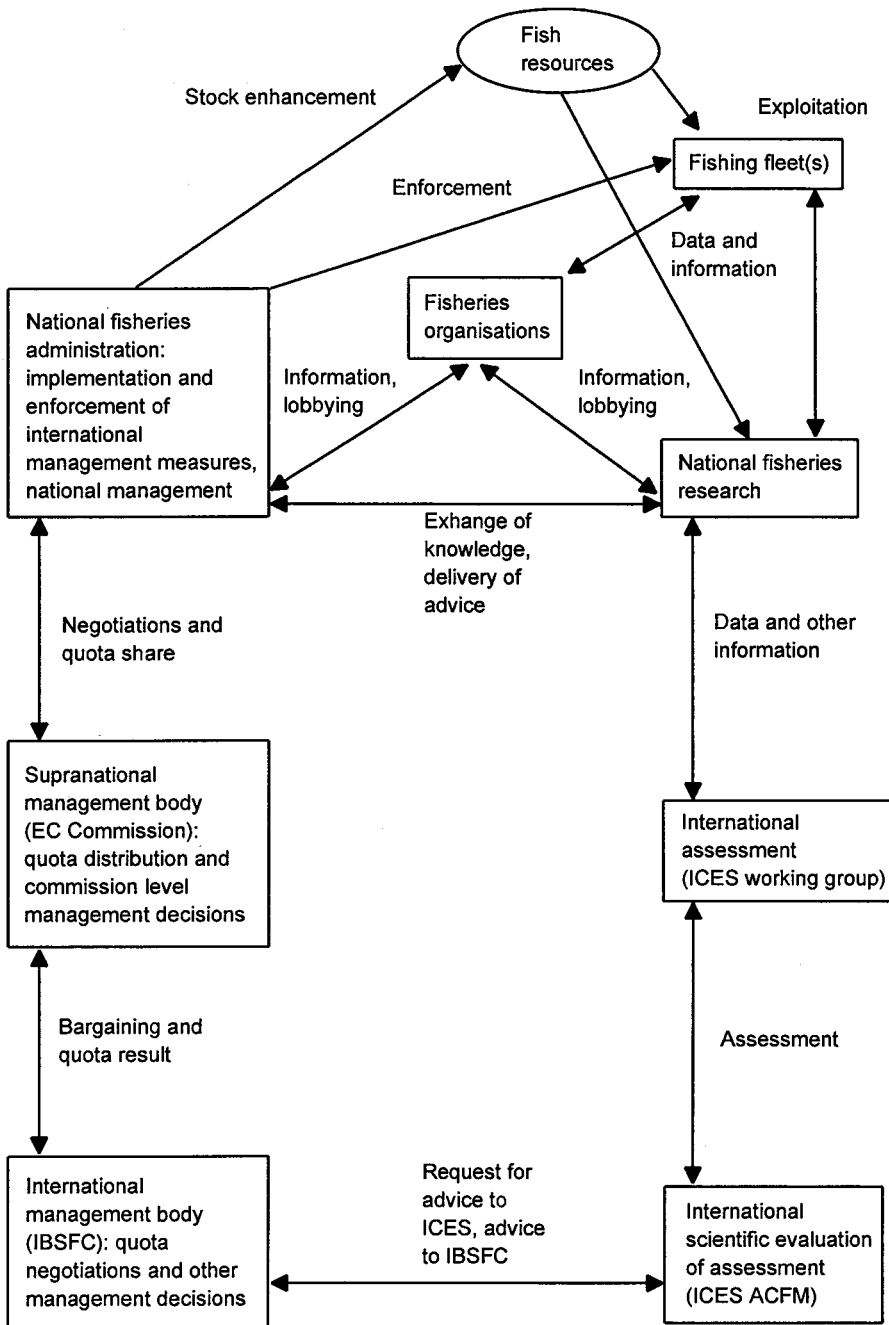 Fish
resources
Stock enhancement
Exploitation
Fishing fleet(s)
Enforcement
Data and
information
Fisheries
organisations
National fisheries
administration:
implementation and
enforcement of
international
management measures,
national management
Information,
lobbying
Information,
lobbying
National fisheries
research
Exhange of
knowledge,
delivery of
advice
Negotiations and
quota share
Data and other
information
Supranational
management body
(EC Commission):
quota distribution and
commission level
management decisions
International
assessment
(ICES working group)
Bargaining and
quota result
Assessment
International
management body
(IBSFC): quota
negotiations and other
management decisions
Request for
advice to
ICES, advice
to IBSFC
International
scientific evaluation
of assessment
(ICES ACFM)